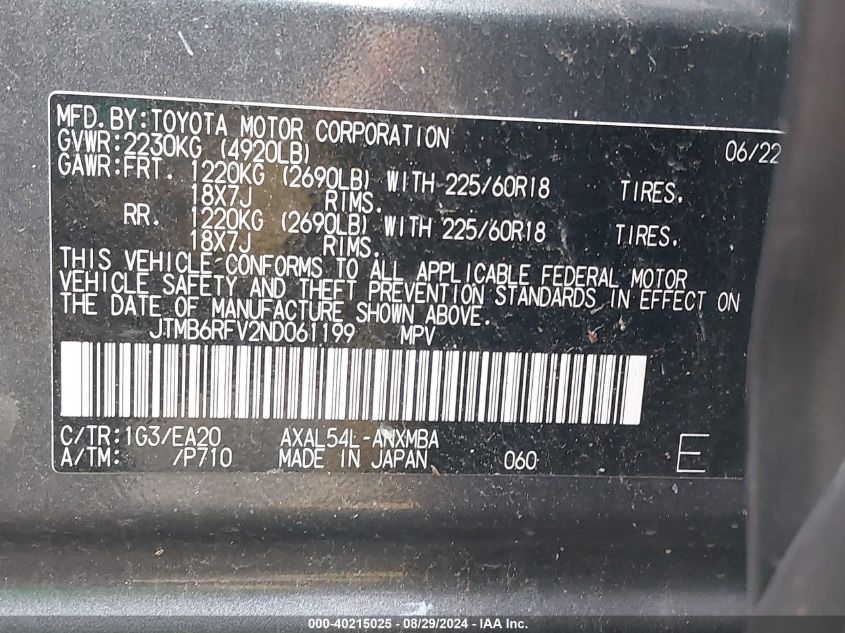 MFD. BY: TOYOTA MOTOR CORPORATION 06/22
GVWR: 2230KG (4920LB)
GAWR: FRT. 1220KG (2690LB) WITH 225/60R18 TIRES.
18X7J RIMS.
RR. 1220KG (2690LB) WITH 225/60R18 TIRES.
18X7J RIMS.
THIS VEHICLE CONFORMS TO ALL APPLICABLE FEDERAL MOTOR
VEHICLE SAFETY AND THEFT PREVENTION STANDARDS IN EFFECT ON
THE DATE OF MANUFACTURE SHOWN ABOVE.
JTMB6RFV2ND061199 MPV
C/TR: 1G3/EA20 AXAL54L-ANXMBA
A/TM: /P710 MADE IN JAPAN 060 E
000-40215025 - 08/29/2024 - IAA Inc.